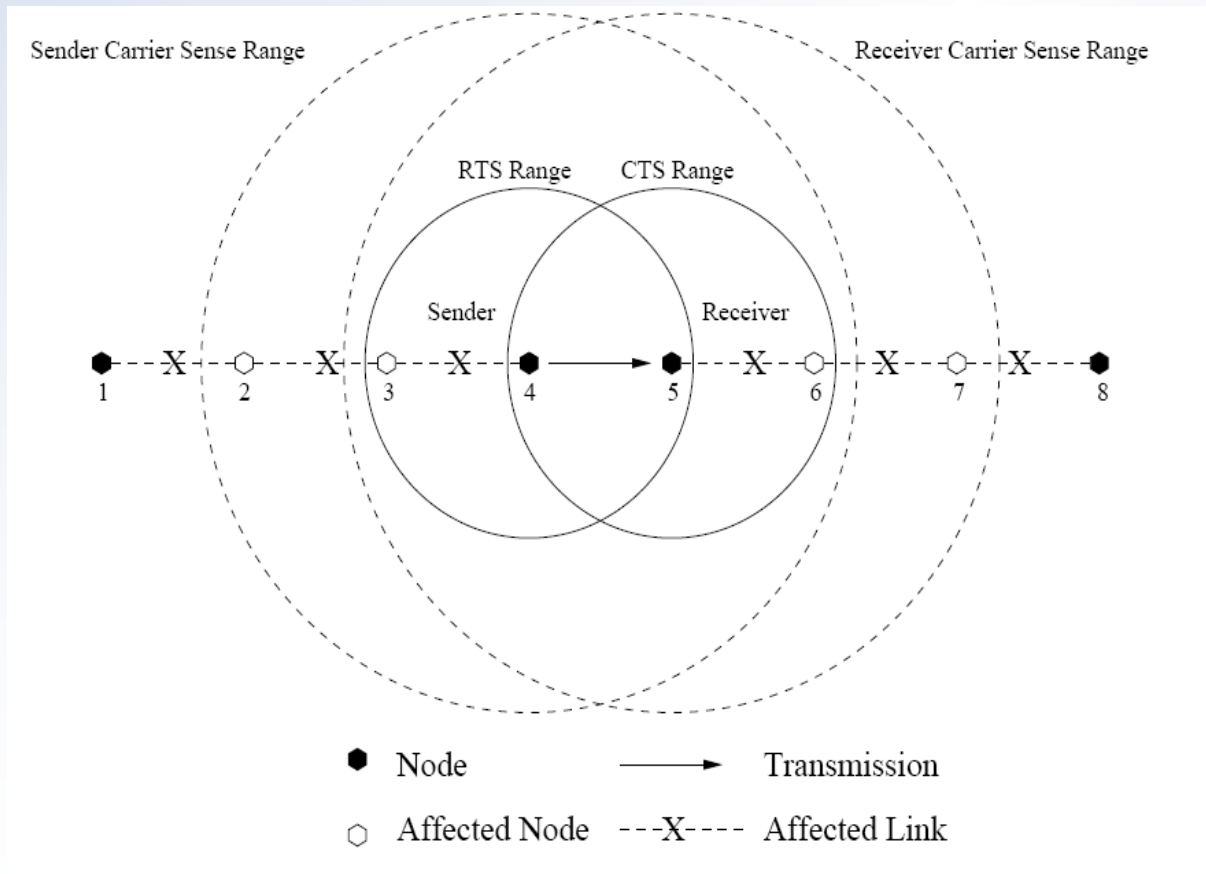 Sender Carrier Sense Range
Receiver Carrier Sense Range
RTS Range
CTS Range
Sender
Receiver
X X X X X X
1 2 3 4 5 6 7 8
Node
Transmission
Affected Node
X
Affected Link